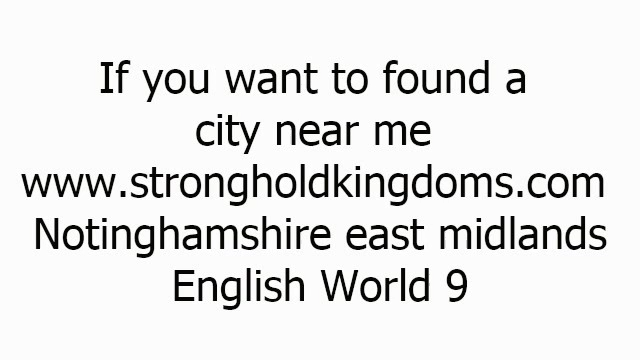 If you want to found a
city near me
www.strongholdkingdoms.com
Notinghamshire east midlands
English World 9